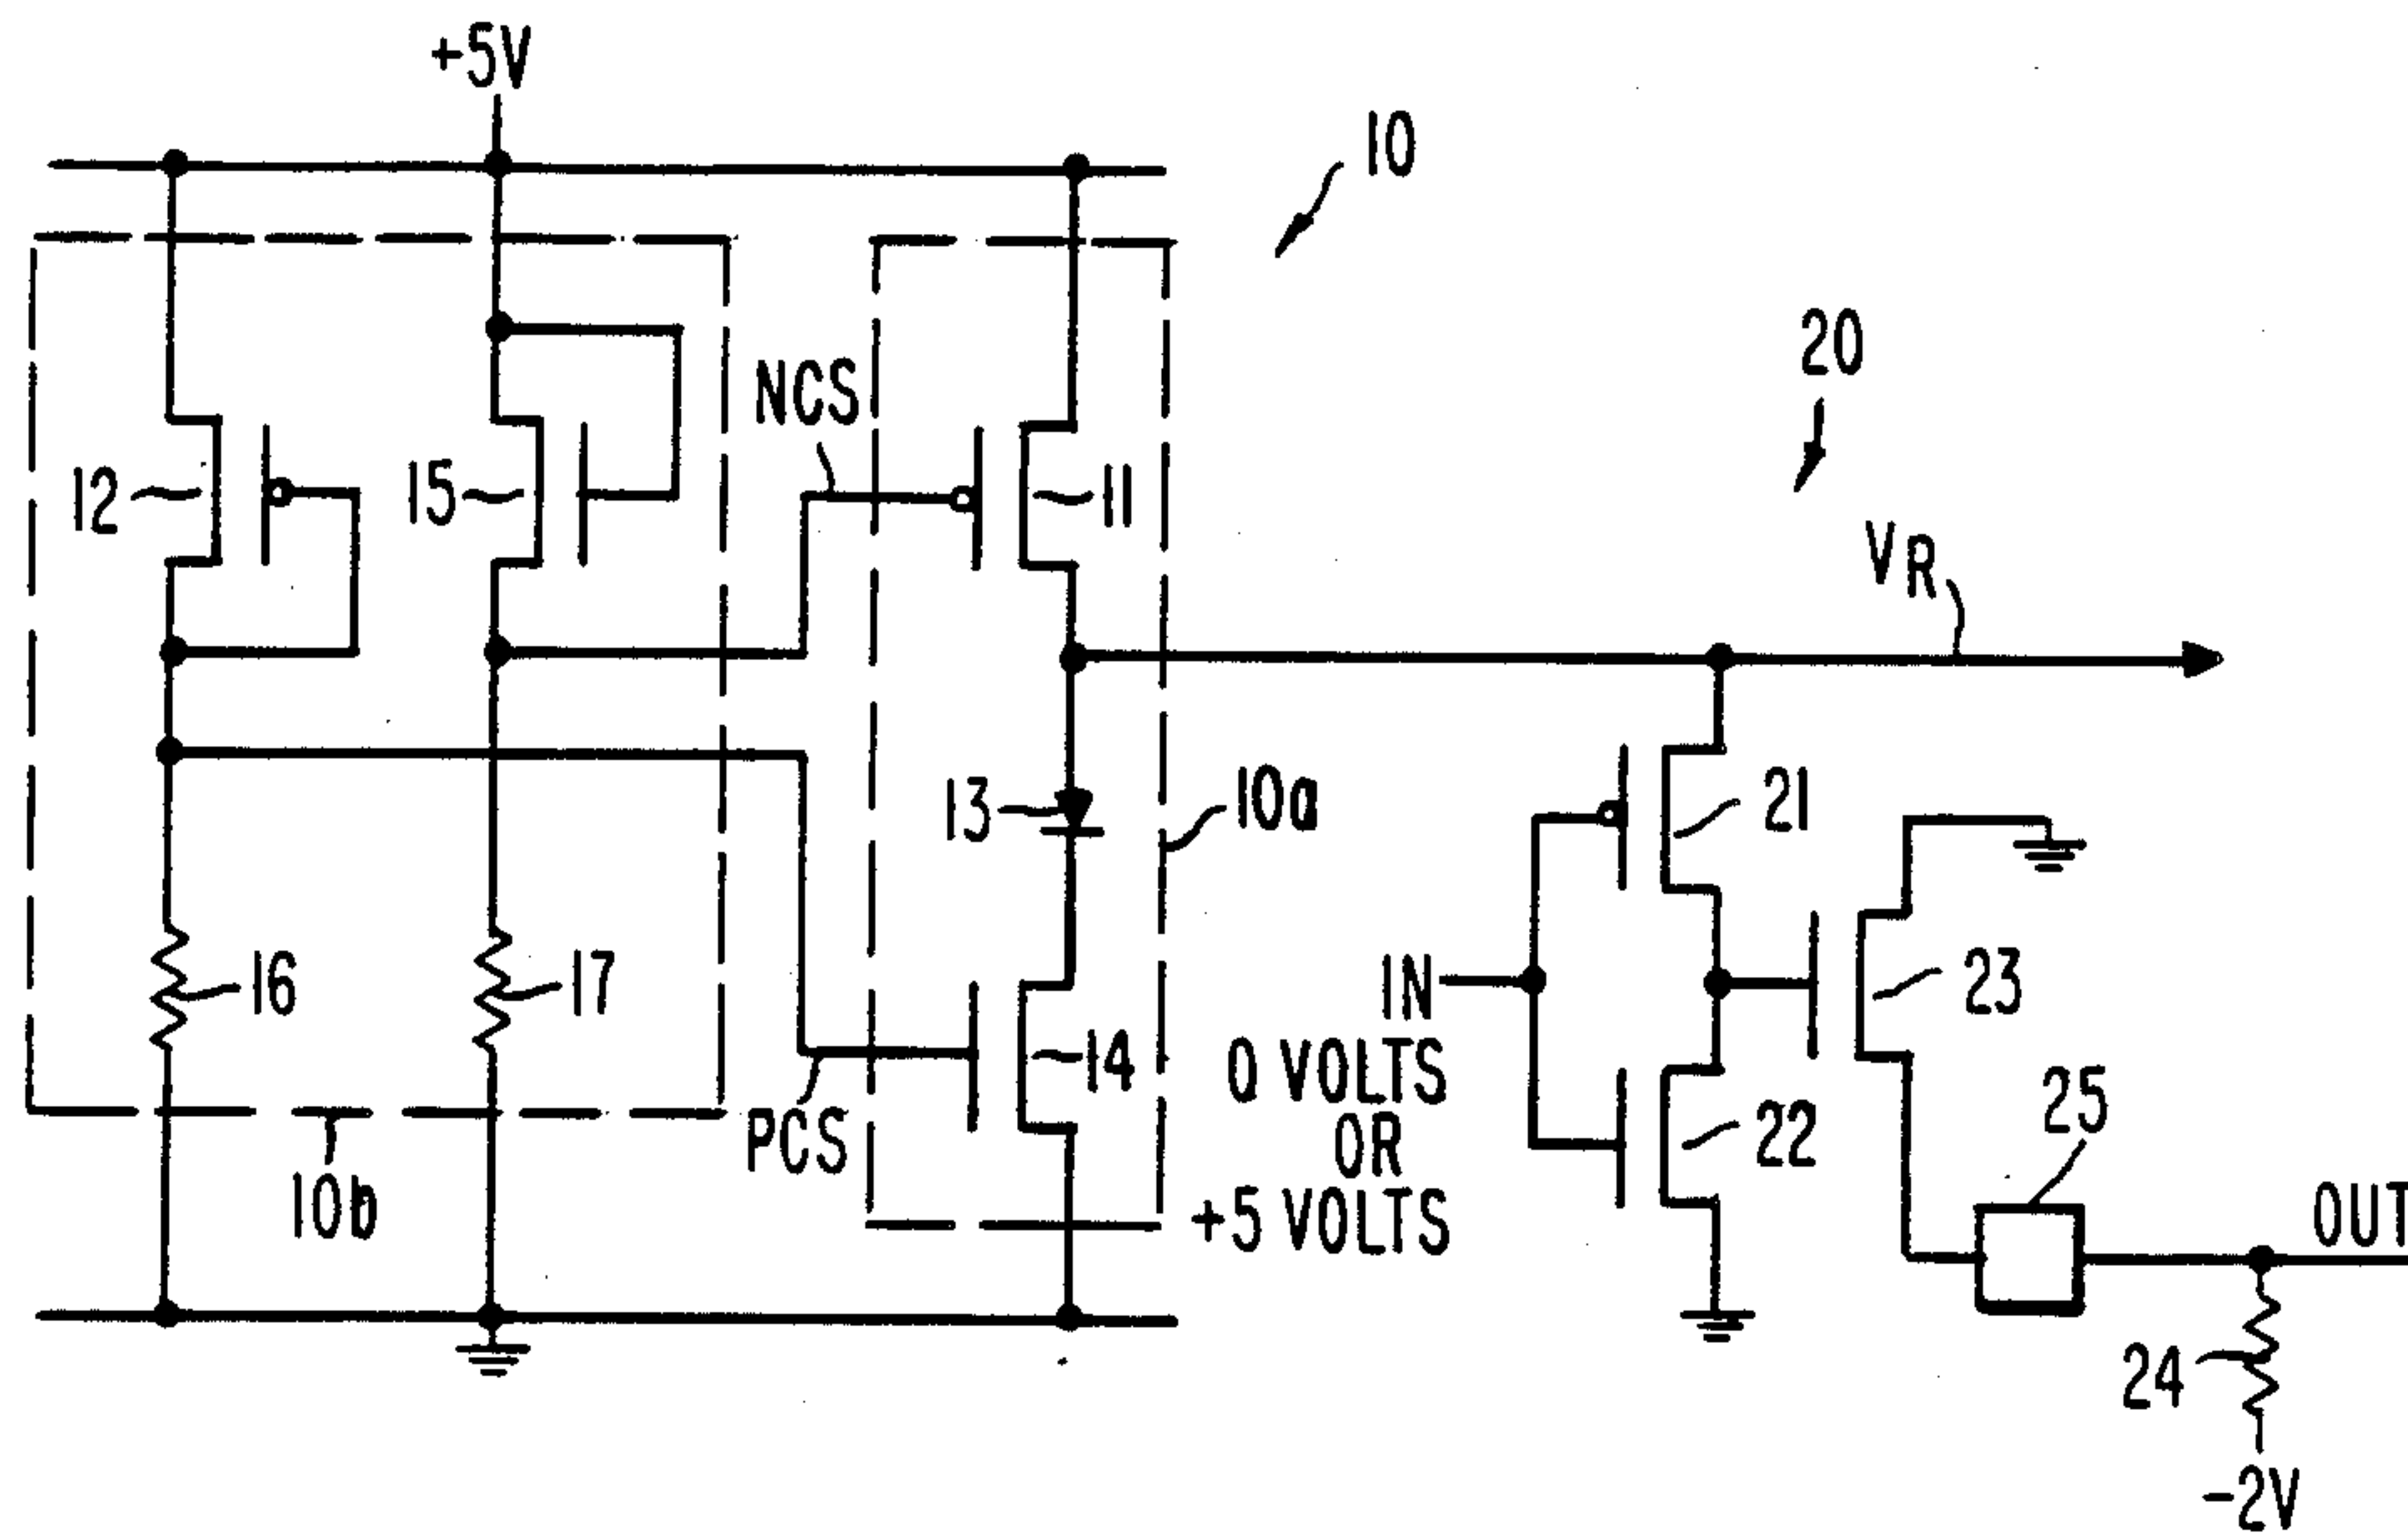 +5V
10
20
NCS
12
15
11
VR
13
10a
21
16
17
IN
0 VOLTS
OR
+5 VOLTS
23
14
22
25
PCS
10b
OUT
24
-2V